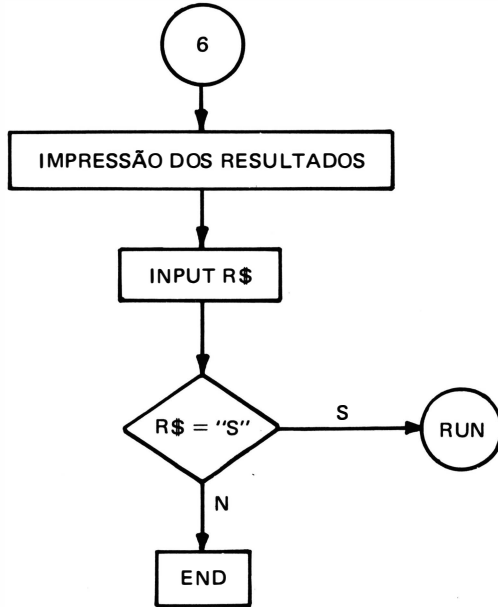 6
IMPRESSÃO DOS RESULTADOS
INPUT R$
R$ = "S"
S
RUN
N
END